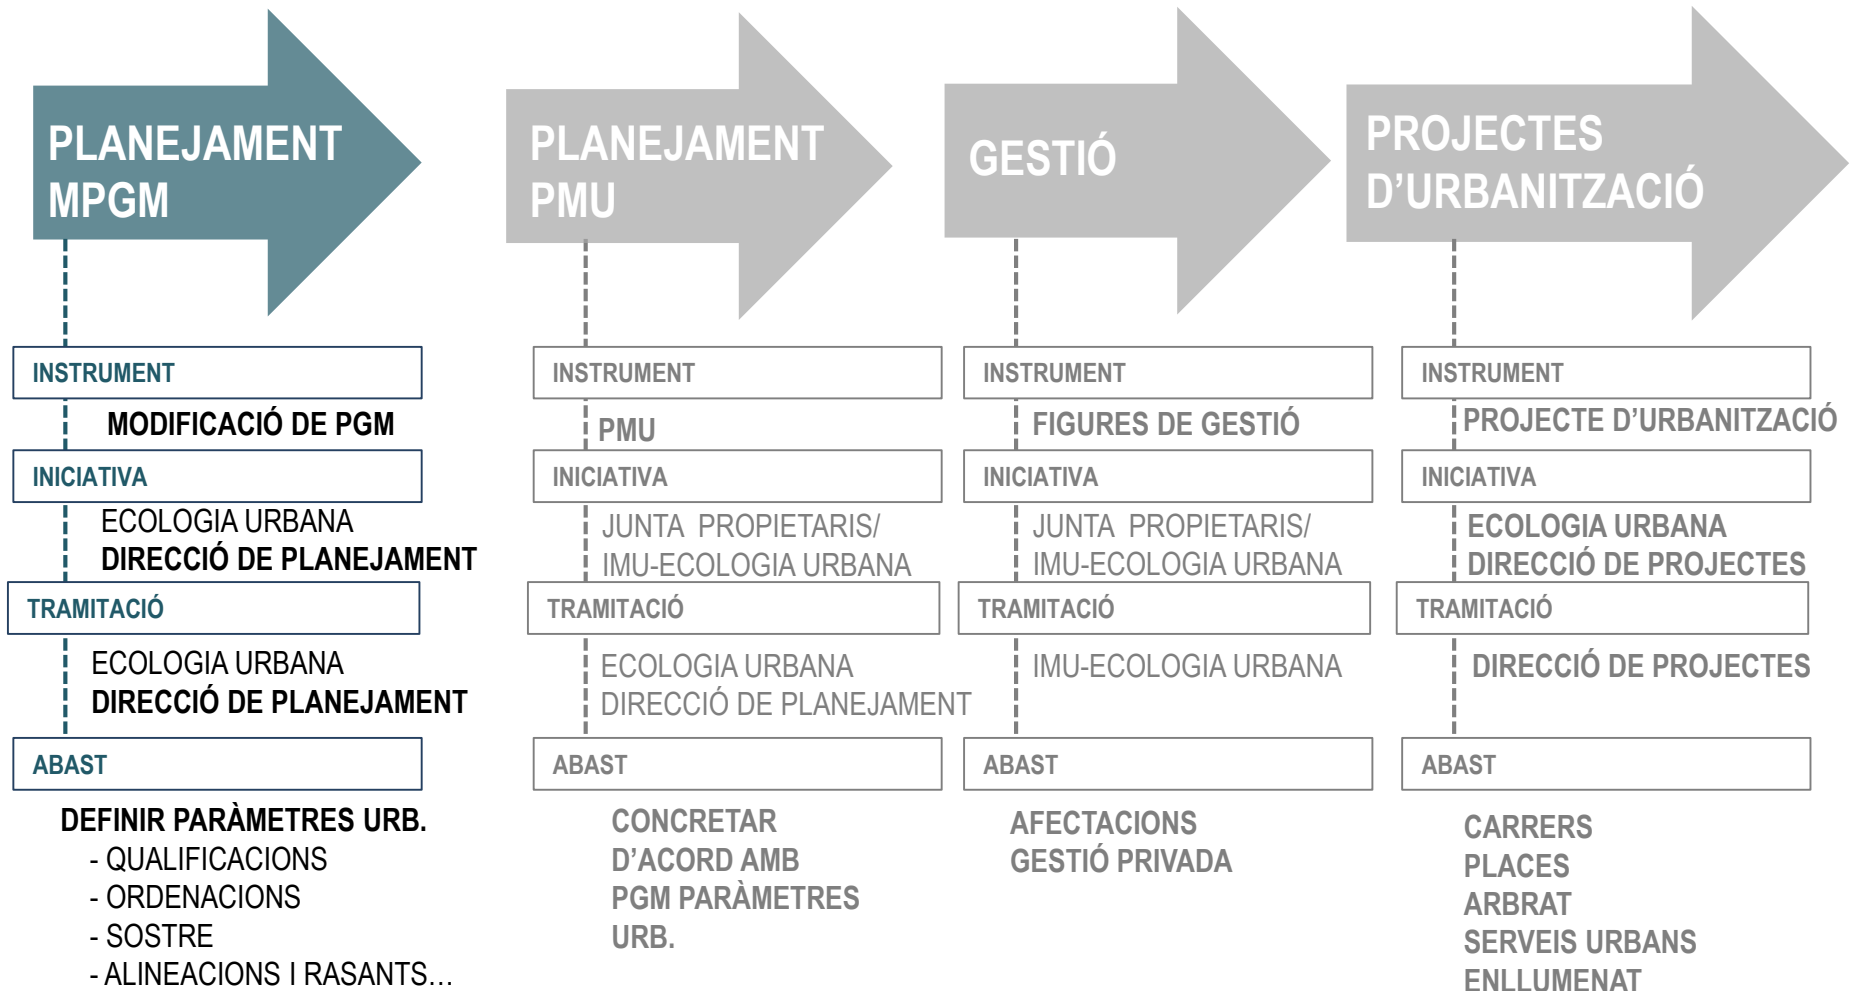 PLANEJAMENT
MPGM
INSTRUMENT
MODIFICACIÓ DE PGM
INICIATIVA
ECOLOGIA URBANA
DIRECCIÓ DE PLANEJAMENT
TRAMITACIÓ
ECOLOGIA URBANA
DIRECCIÓ DE PLANEJAMENT
ABAST
DEFINIR PARÀMETRES URB.
- QUALIFICACIONS
- ORDENACIONS
- SOSTRE
- ALINEACIONS I RASANTS…
PLANEJAMENT
PMU
INSTRUMENT
PMU
INICIATIVA
JUNTA PROPIETARIS/
IMU-ECOLOGIA URBANA
TRAMITACIÓ
ECOLOGIA URBANA
DIRECCIÓ DE PLANEJAMENT
ABAST
CONCRETAR
D'ACORD AMB
PGM PARÀMETRES
URB.
GESTIÓ
INSTRUMENT
FIGURES DE GESTIÓ
INICIATIVA
JUNTA PROPIETARIS/
IMU-ECOLOGIA URBANA
TRAMITACIÓ
IMU-ECOLOGIA URBANA
ABAST
AFECTACIONS
GESTIÓ PRIVADA
PROJECTES
D'URBANITZACIÓ
INSTRUMENT
PROJECTE D'URBANITZACIÓ
INICIATIVA
ECOLOGIA URBANA
DIRECCIÓ DE PROJECTES
TRAMITACIÓ
DIRECCIÓ DE PROJECTES
ABAST
CARRERS
PLACES
ARBRAT
SERVEIS URBANS
ENLLUMENAT